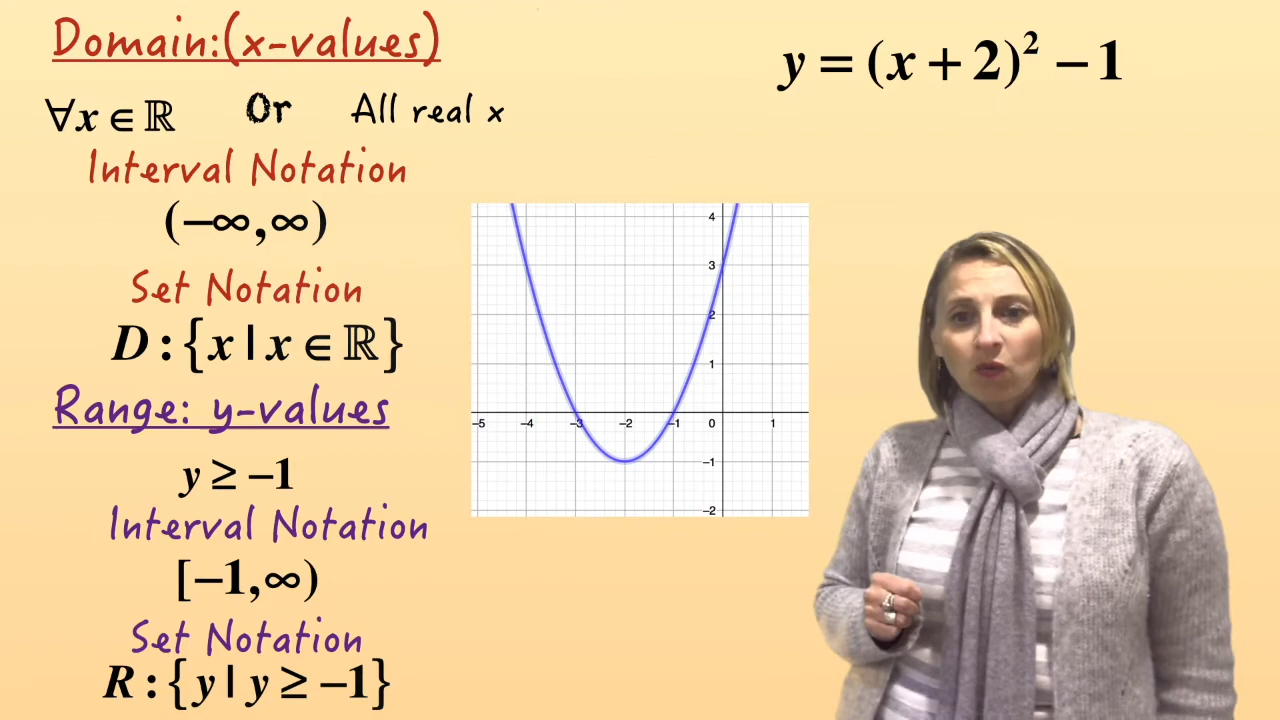 Domain:(x-values)
∀x ∈ ℝ Or All real x
Interval Notation
(−∞,∞)
Set Notation
D : {x | x ∈ ℝ}
Range: y-values
y ≥ −1
Interval Notation
[−1,∞)
Set Notation
R : {y | y ≥ −1}
y = (x + 2)² − 1
4
3
2
1
−5 −4 −3 −2 −1 0 1
−1
−2